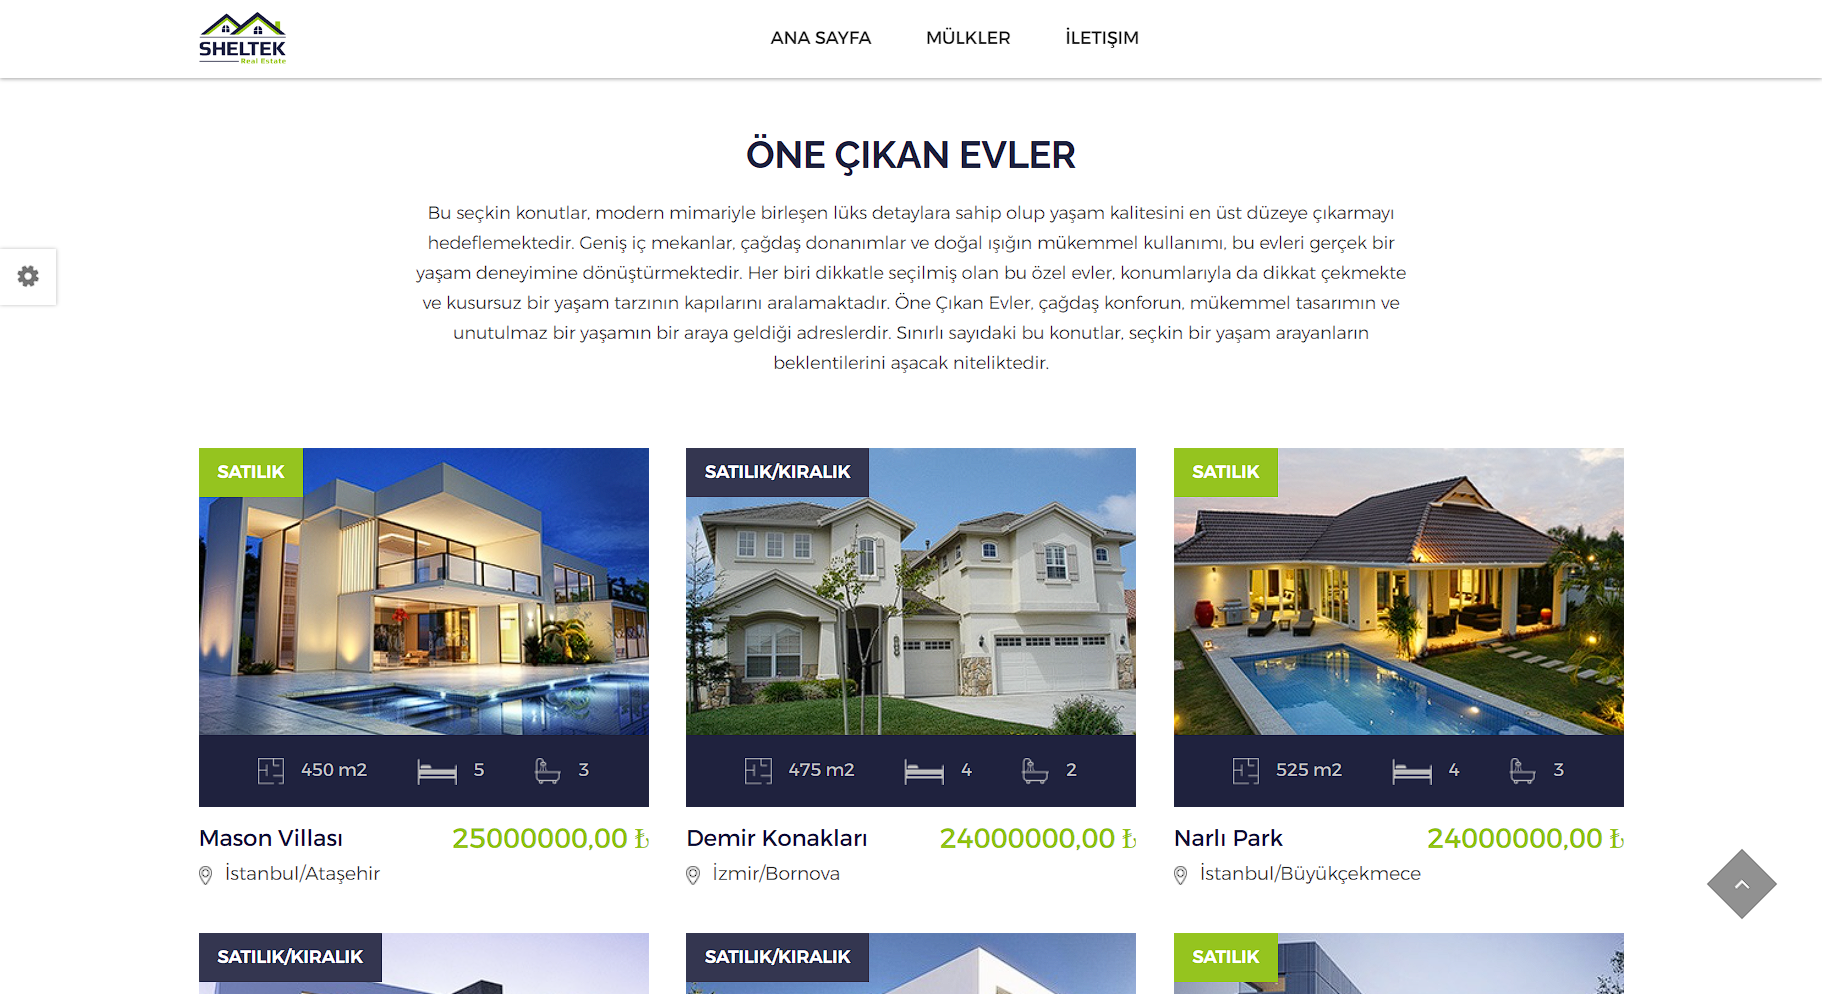 SHELTEK
Real Estate
ANA SAYFA
MÜLKLER
İLETIŞIM
ÖNE ÇIKAN EVLER
Bu seçkin konutlar, modern mimariyle birleşen lüks detaylara sahip olup yaşam kalitesini en üst düzeye çıkarmayı
hedeflemektedir. Geniş iç mekanlar, çağdaş donanımlar ve doğal ışığın mükemmel kullanımı, bu evleri gerçek bir
yaşam deneyimine dönüştürmektedir. Her biri dikkatle seçilmiş olan bu özel evler, konumlarıyla da dikkat çekmekte
ve kusursuz bir yaşam tarzının kapılarını aralamaktadır. Öne Çıkan Evler, çağdaş konforun, mükemmel tasarımın ve
unutulmaz bir yaşamın bir araya geldiği adreslerdir. Sınırlı sayıdaki bu konutlar, seçkin bir yaşam arayanların
beklentilerini aşacak niteliktedir.
SATILIK
450 m2 5 3
Mason Villası 25000000,00 ₺
İstanbul/Ataşehir
SATILIK/KIRALIK
475 m2 4 2
Demir Konakları 24000000,00 ₺
İzmir/Bornova
SATILIK
525 m2 4 3
Narlı Park 24000000,00 ₺
İstanbul/Büyükçekmece
SATILIK/KIRALIK
SATILIK/KIRALIK
SATILIK